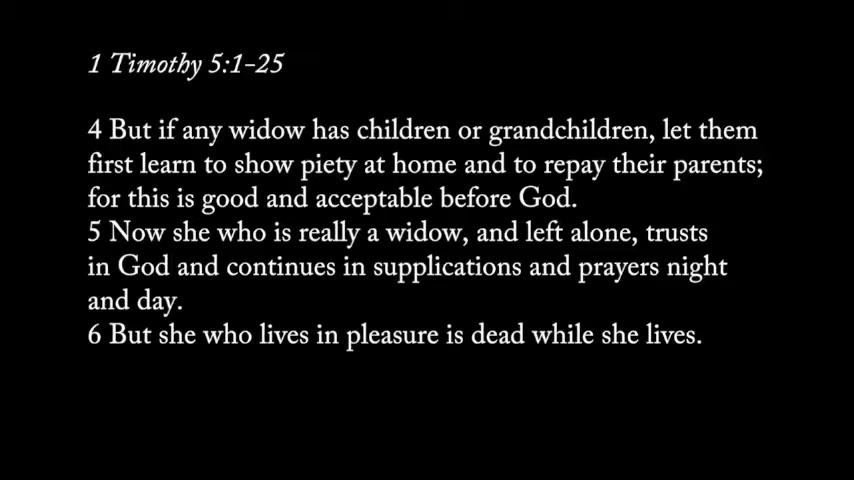 1 Timothy 5:1-25
4 But if any widow has children or grandchildren, let them
first learn to show piety at home and to repay their parents;
for this is good and acceptable before God.
5 Now she who is really a widow, and left alone, trusts
in God and continues in supplications and prayers night
and day.
6 But she who lives in pleasure is dead while she lives.